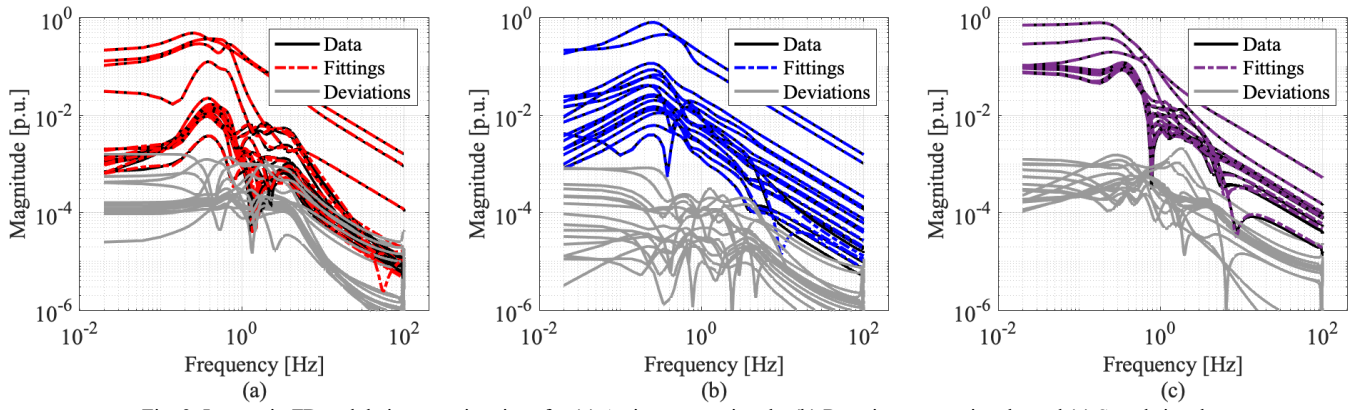 10^0
10^-2
10^-4
10^-6
10^-2
10^0
10^2
Magnitude [p.u.]
Frequency [Hz]
Data
Fittings
Deviations
(a)
10^0
10^-2
10^-4
10^-6
10^-2
10^0
10^2
Magnitude [p.u.]
Frequency [Hz]
Data
Fittings
Deviations
(b)
10^0
10^-2
10^-4
10^-6
10^-2
10^0
10^2
Magnitude [p.u.]
Frequency [Hz]
Data
Fittings
Deviations
(c)